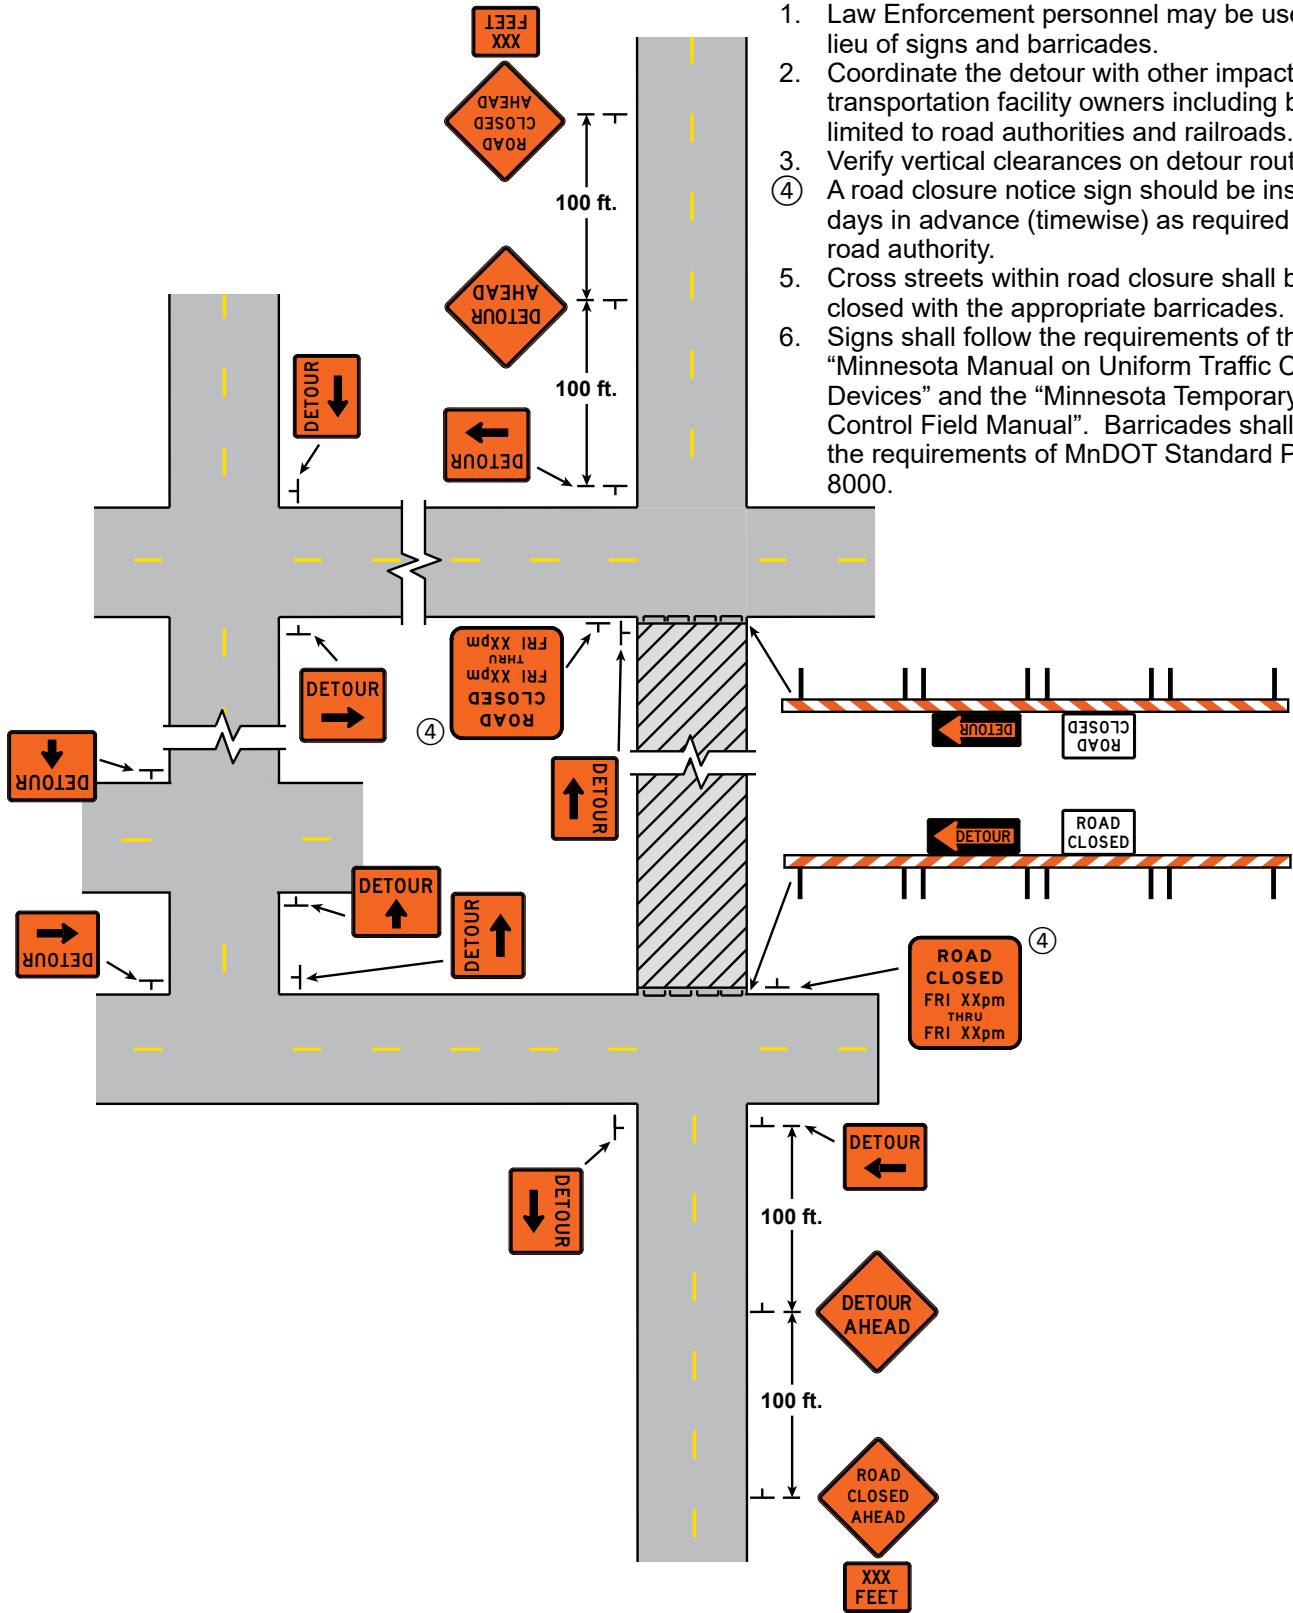 1. Law Enforcement personnel may be use
lieu of signs and barricades.
2. Coordinate the detour with other impact
transportation facility owners including b
limited to road authorities and railroads.
3. Verify vertical clearances on detour rout
④ A road closure notice sign should be ins
days in advance (timewise) as required
road authority.
5. Cross streets within road closure shall b
closed with the appropriate barricades.
6. Signs shall follow the requirements of th
“Minnesota Manual on Uniform Traffic C
Devices” and the “Minnesota Temporary
Control Field Manual”. Barricades shall
the requirements of MnDOT Standard P
8000.
XXX
FEET
ROAD
CLOSED
AHEAD
100 ft.
DETOUR
AHEAD
100 ft.
DETOUR
DETOUR
DETOUR
ROAD
CLOSED
FRI XXpm
THRU
FRI XXpm
④
DETOUR
DETOUR
DETOUR
ROAD
CLOSED
DETOUR
ROAD
CLOSED
DETOUR
DETOUR
DETOUR
ROAD
CLOSED
FRI XXpm
THRU
FRI XXpm
④
DETOUR
DETOUR
100 ft.
DETOUR
AHEAD
100 ft.
ROAD
CLOSED
AHEAD
XXX
FEET